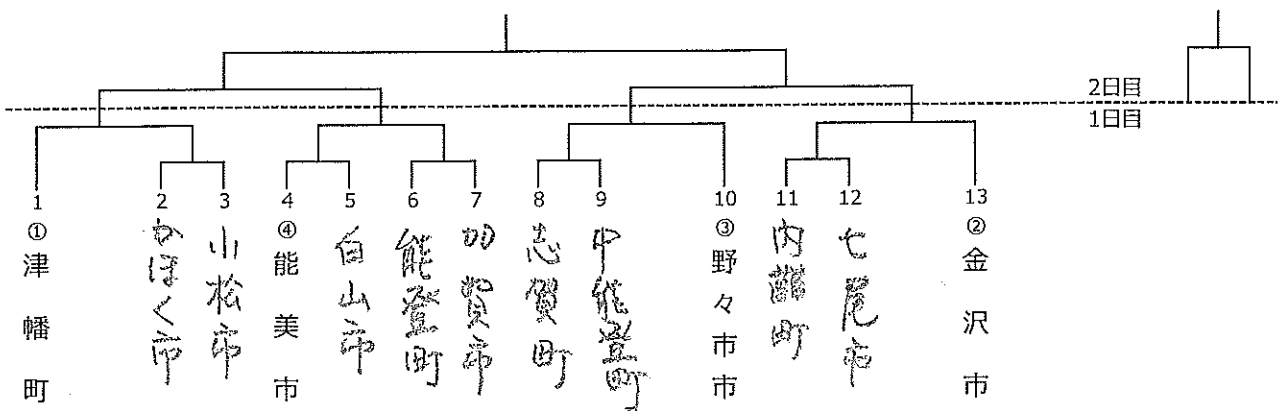 2日目
1日目
1 2 3 4 5 6 7 8 9 10 11 12 13
①津幡町
かほく市
小松市
④能美市
白山市
能登町
加賀市
志賀町
中能登町
③野々市市
内灘町
七尾市
②金沢市